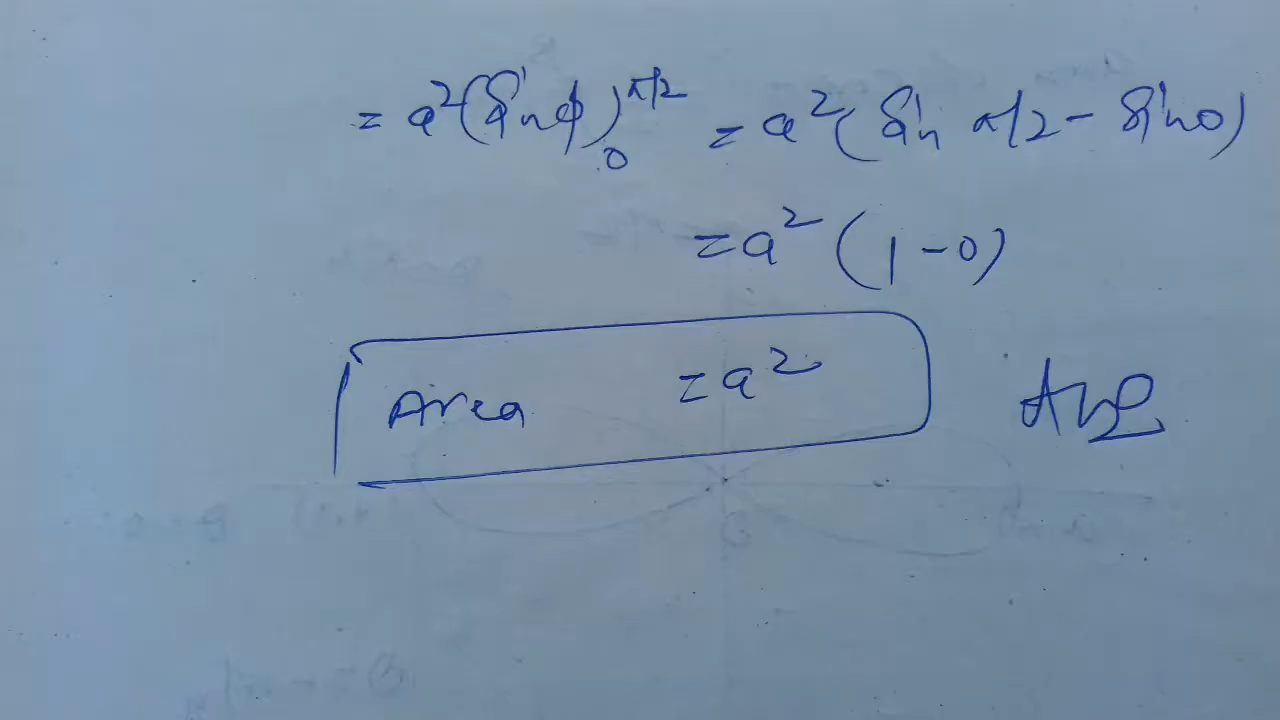 = a²(sinϕ)₀^π/2 = a²(sin π/2 - sin0)
= a² (1-0)
Area = a² Ans